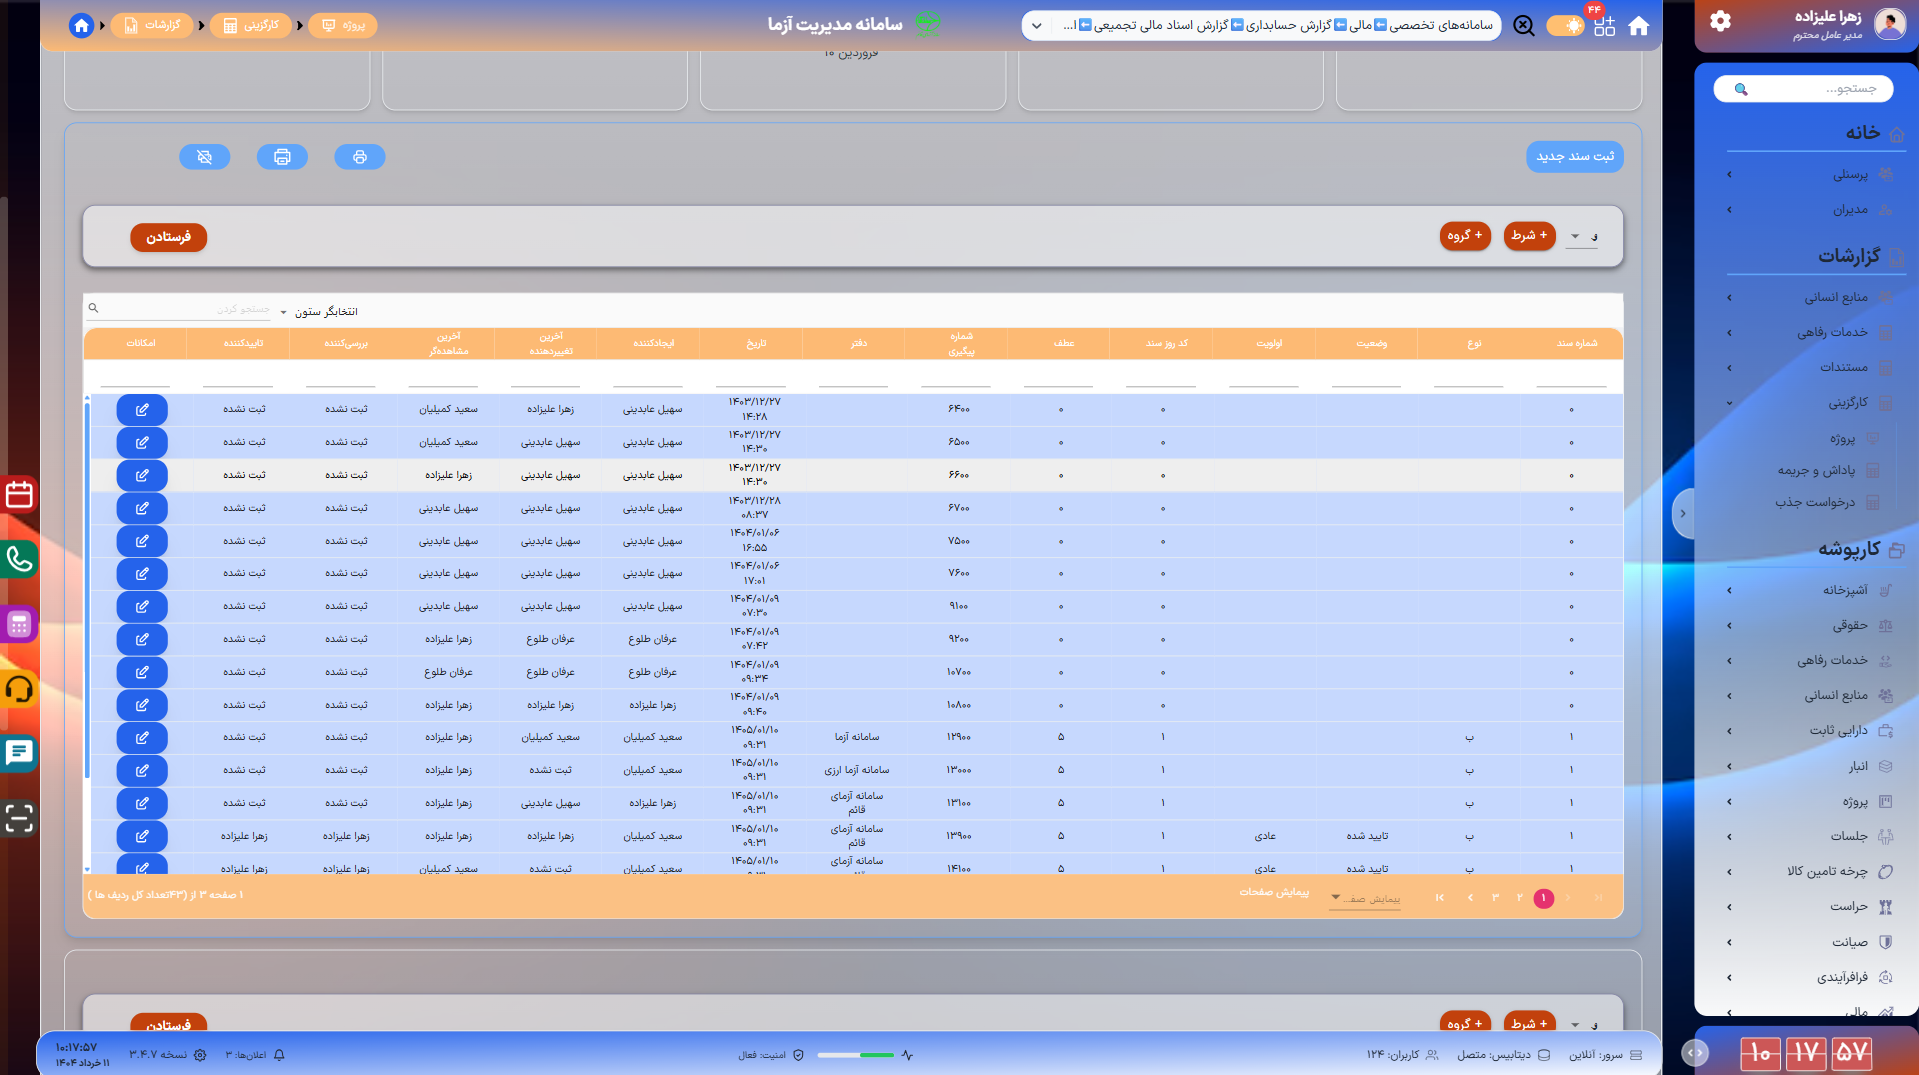 زهرا علیزاده
مدیر عامل محترم
۴۴
سامانه‌های تخصصی ⬅ مالی ⬅ گزارش حسابداری ⬅ گزارش اسناد مالی تجمیعی ⬅ ا...
سامانه مدیریت آزما
پروژه
کارگزینی
گزارشات
جستجو...
خانه
پرسنلی
مدیران
گزارشات
منابع انسانی
خدمات رفاهی
مستندات
کارگزینی
پروژه
پاداش و جریمه
درخواست جذب
کارپوشه
آشپزخانه
حقوقی
خدمات رفاهی
منابع انسانی
دارایی ثابت
انبار
پروژه
جلسات
چرخه تامین کالا
حراست
صیانت
فرافرآیندی
مالی
۱۰ ۱۷ ۵۷
فروردین ۱۰
ثبت سند جدید
و
+ شرط
+ گروه
فرستادن
انتخابگر ستون
جستجو کردن
شماره سند نوع وضعیت اولویت کد روز سند عطف شماره پیگیری دفتر تاریخ ایجادکننده آخرین تغییردهنده آخرین مشاهده‌گر بررسی‌کننده تاییدکننده امکانات
۰ ۰ ۰ ۶۴۰۰ ۱۴۰۳/۱۲/۲۷ ۱۴:۲۸ سهیل عابدینی زهرا علیزاده سعید کمیلیان ثبت نشده ثبت نشده
۰ ۰ ۰ ۶۵۰۰ ۱۴۰۳/۱۲/۲۷ ۱۴:۳۰ سهیل عابدینی سهیل عابدینی سعید کمیلیان ثبت نشده ثبت نشده
۰ ۰ ۰ ۶۶۰۰ ۱۴۰۳/۱۲/۲۷ ۱۴:۳۰ سهیل عابدینی سهیل عابدینی زهرا علیزاده ثبت نشده ثبت نشده
۰ ۰ ۰ ۶۷۰۰ ۱۴۰۳/۱۲/۲۸ ۰۸:۳۷ سهیل عابدینی سهیل عابدینی سهیل عابدینی ثبت نشده ثبت نشده
۰ ۰ ۰ ۷۵۰۰ ۱۴۰۴/۰۱/۰۶ ۱۶:۵۵ سهیل عابدینی سهیل عابدینی سهیل عابدینی ثبت نشده ثبت نشده
۰ ۰ ۰ ۷۶۰۰ ۱۴۰۴/۰۱/۰۶ ۱۷:۰۱ سهیل عابدینی سهیل عابدینی سهیل عابدینی ثبت نشده ثبت نشده
۰ ۰ ۰ ۹۱۰۰ ۱۴۰۴/۰۱/۰۹ ۰۷:۳۰ سهیل عابدینی سهیل عابدینی سهیل عابدینی ثبت نشده ثبت نشده
۰ ۰ ۰ ۹۲۰۰ ۱۴۰۴/۰۱/۰۹ ۰۷:۴۲ عرفان طلوع عرفان طلوع زهرا علیزاده ثبت نشده ثبت نشده
۰ ۰ ۰ ۱۰۷۰۰ ۱۴۰۴/۰۱/۰۹ ۰۹:۳۴ عرفان طلوع عرفان طلوع عرفان طلوع ثبت نشده ثبت نشده
۰ ۰ ۰ ۱۰۸۰۰ ۱۴۰۴/۰۱/۰۹ ۰۹:۴۰ زهرا علیزاده زهرا علیزاده زهرا علیزاده ثبت نشده ثبت نشده
۱ ب ۱ ۵ ۱۲۹۰۰ سامانه آزما ۱۴۰۵/۰۱/۱۰ ۰۹:۳۱ سعید کمیلیان سعید کمیلیان زهرا علیزاده ثبت نشده ثبت نشده
۱ ب ۱ ۵ ۱۳۰۰۰ سامانه آزما ارزی ۱۴۰۵/۰۱/۱۰ ۰۹:۳۱ سعید کمیلیان ثبت نشده زهرا علیزاده ثبت نشده ثبت نشده
۱ ب ۱ ۵ ۱۳۱۰۰ سامانه آزمای قائم ۱۴۰۵/۰۱/۱۰ ۰۹:۳۱ زهرا علیزاده سهیل عابدینی زهرا علیزاده ثبت نشده ثبت نشده
۱ ب تایید شده عادی ۱ ۵ ۱۳۹۰۰ سامانه آزمای قائم ۱۴۰۵/۰۱/۱۰ ۰۹:۳۱ سعید کمیلیان زهرا علیزاده زهرا علیزاده زهرا علیزاده زهرا علیزاده
۱ ب تایید شده عادی ۱ ۵ ۱۴۱۰۰ سامانه آزمای ۱۴۰۵/۰۱/۱۰ سعید کمیلیان ثبت نشده سعید کمیلیان زهرا علیزاده زهرا علیزاده
۱ ۲ ۳
پیمایش صف...
پیمایش صفحات
۱ صفحه ۳ از (۴۳تعداد کل ردیف ها )
و
+ شرط
+ گروه
فرستادن
سرور: آنلاین
دیتابیس: متصل
کاربران: ۱۲۴
امنیت: فعال
اعلان‌ها: ۳
نسخه ۳.۴.۷
۱۰:۱۷:۵۷
۱۱ خرداد ۱۴۰۴